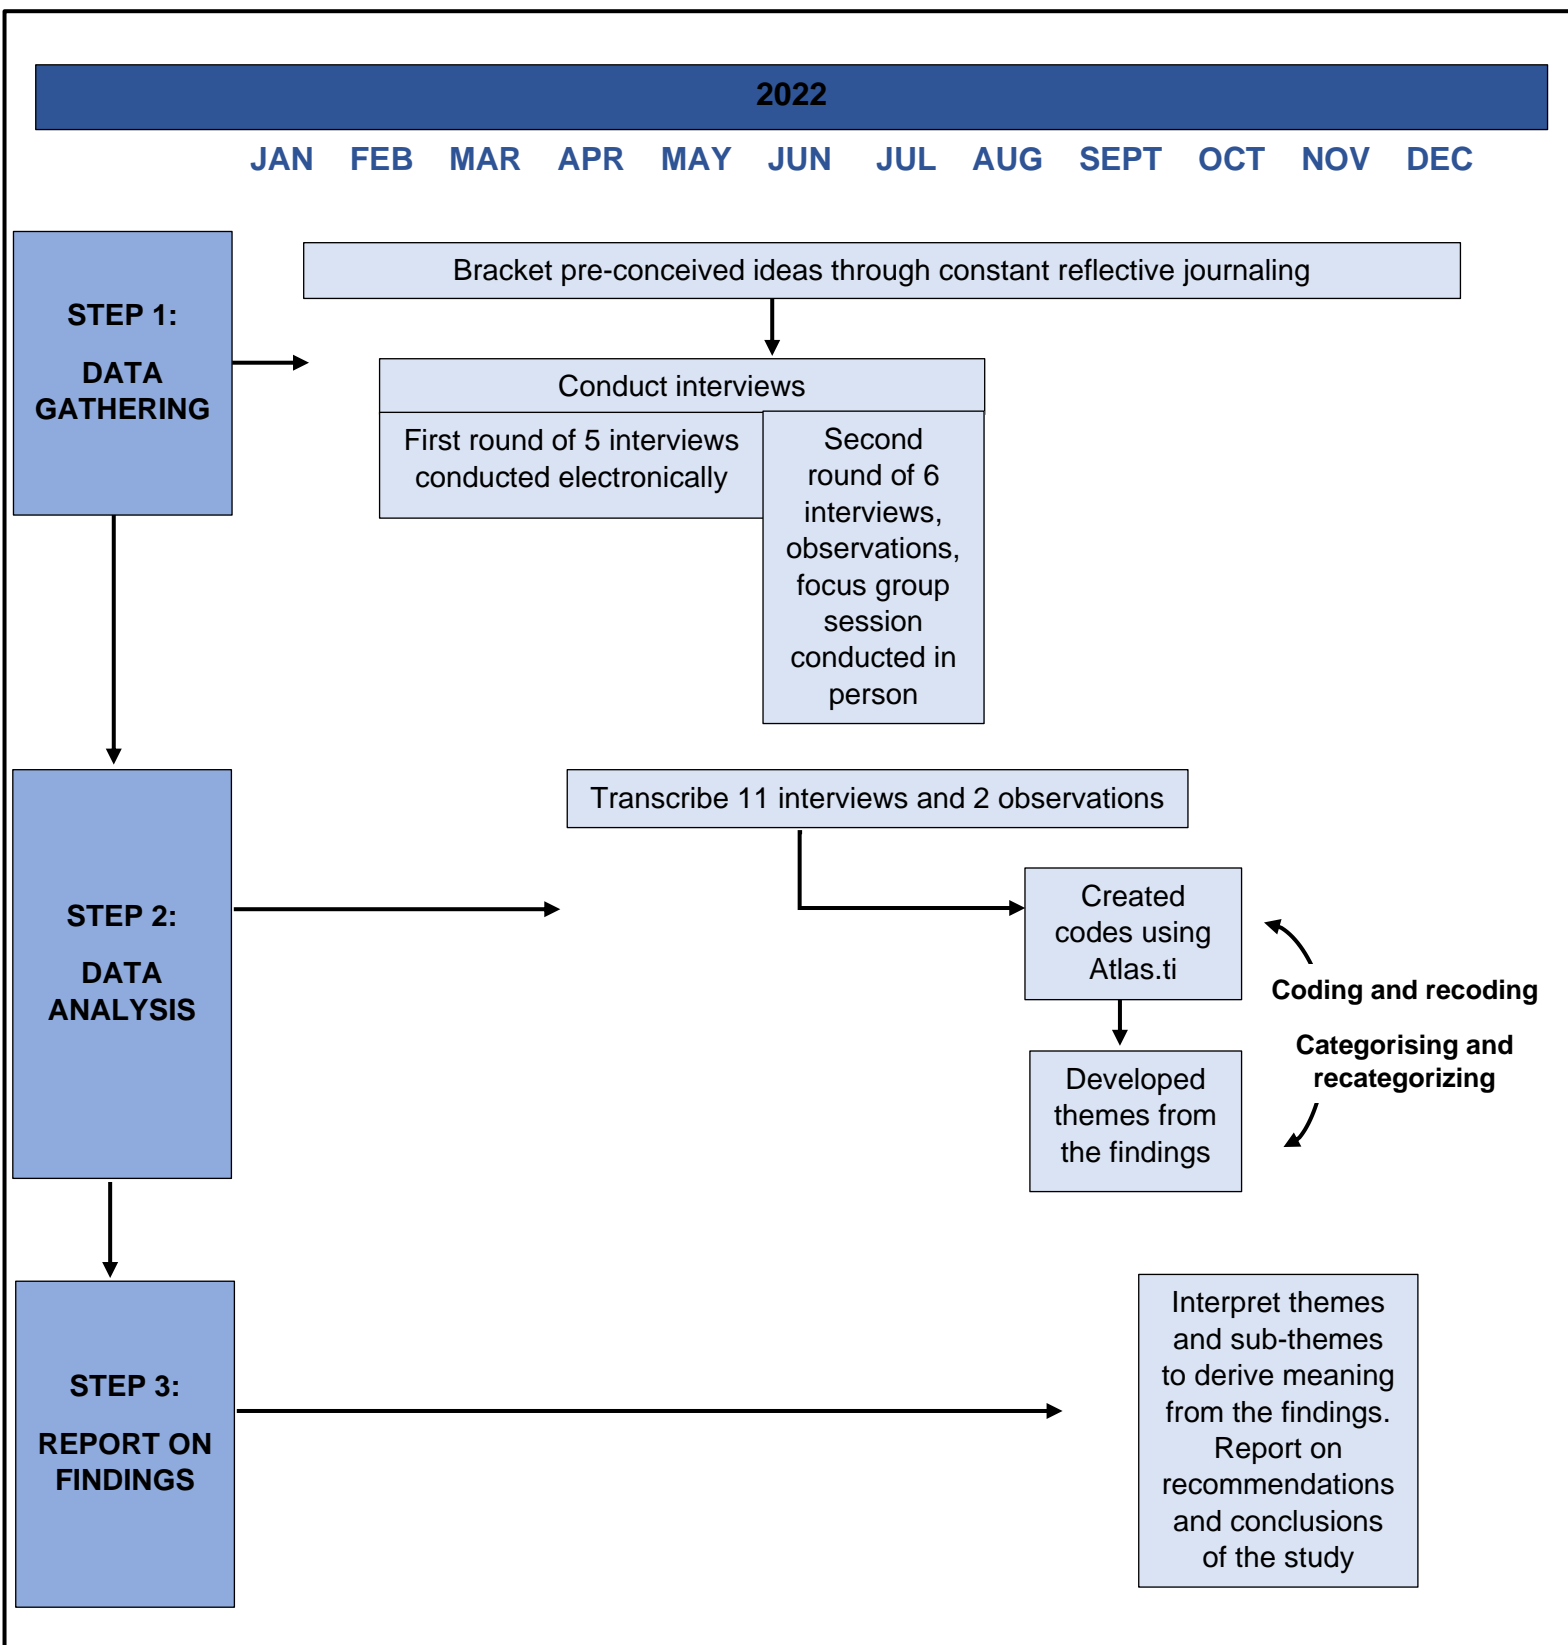 2022
JAN FEB MAR APR MAY JUN JUL AUG SEPT OCT NOV DEC
STEP 1:
DATA
GATHERING
Bracket pre-conceived ideas through constant reflective journaling
Conduct interviews
First round of 5 interviews
conducted electronically
Second
round of 6
interviews,
observations,
focus group
session
conducted in
person
STEP 2:
DATA
ANALYSIS
Transcribe 11 interviews and 2 observations
Created
codes using
Atlas.ti
Coding and recoding
Categorising and
recategorizing
Developed
themes from
the findings
STEP 3:
REPORT ON
FINDINGS
Interpret themes
and sub-themes
to derive meaning
from the findings.
Report on
recommendations
and conclusions
of the study